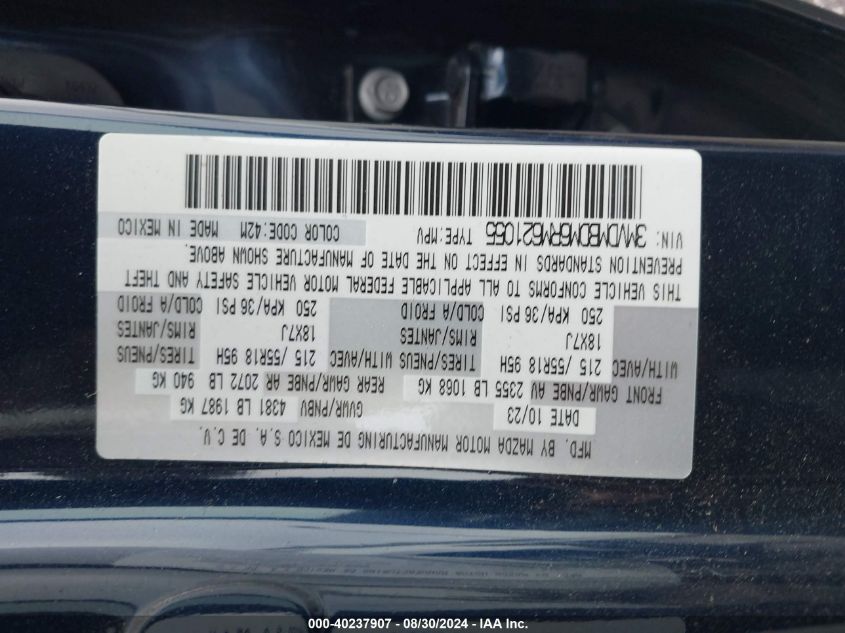 MFD. BY MAZDA MOTOR MANUFACTURING DE MEXICO S.A. DE C.V.
DATE 10/23 GVWR/PNBV 4381 LB 1987 KG
FRONT GAWR/PNBE AV 2355 LB 1068 KG REAR GAWR/PNBE AR 2072 LB 940 KG
WITH/AVEC 215 /55R18 95H TIRES/PNEUS WITH/AVEC 215 /55R18 95H TIRES/PNEUS
18X7J RIMS/JANTES 18X7J RIMS/JANTES
250 KPA/36 PSI COLD/A FROID 250 KPA/36 PSI COLD/A FROID
THIS VEHICLE CONFORMS TO ALL APPLICABLE FEDERAL MOTOR VEHICLE SAFETY AND THEFT
PREVENTION STANDARDS IN EFFECT ON THE DATE OF MANUFACTURE SHOWN ABOVE.
VIN: 3MVDMBDM6RM621055 TYPE:MPV COLOR CODE:42M MADE IN MEXICO
000-40237907 - 08/30/2024 - IAA Inc.